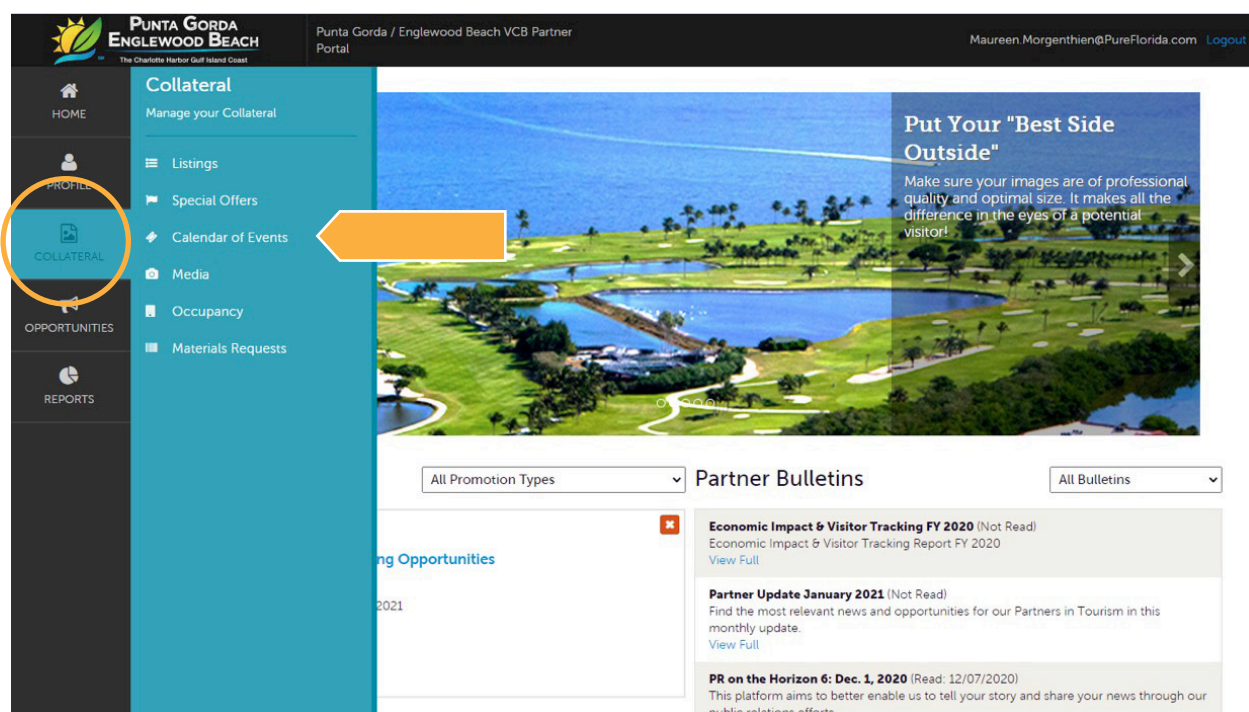 PUNTA GORDA
ENGLEWOOD BEACH
The Charlotte Harbor Gulf Island Coast
Punta Gorda / Englewood Beach VCB Partner
Portal
Maureen.Morgenthien@PureFlorida.com Logout
HOME
PROFILE
COLLATERAL
OPPORTUNITIES
REPORTS
Collateral
Manage your Collateral
Listings
Special Offers
Calendar of Events
Media
Occupancy
Materials Requests
Put Your "Best Side
Outside"
Make sure your images are of professional
quality and optimal size. It makes all the
difference in the eyes of a potential
visitor!
All Promotion Types
ng Opportunities
2021
Partner Bulletins
All Bulletins
Economic Impact & Visitor Tracking FY 2020 (Not Read)
Economic Impact & Visitor Tracking Report FY 2020
View Full
Partner Update January 2021 (Not Read)
Find the most relevant news and opportunities for our Partners in Tourism in this
monthly update.
View Full
PR on the Horizon 6: Dec. 1, 2020 (Read: 12/07/2020)
This platform aims to better enable us to tell your story and share your news through our
public relations efforts